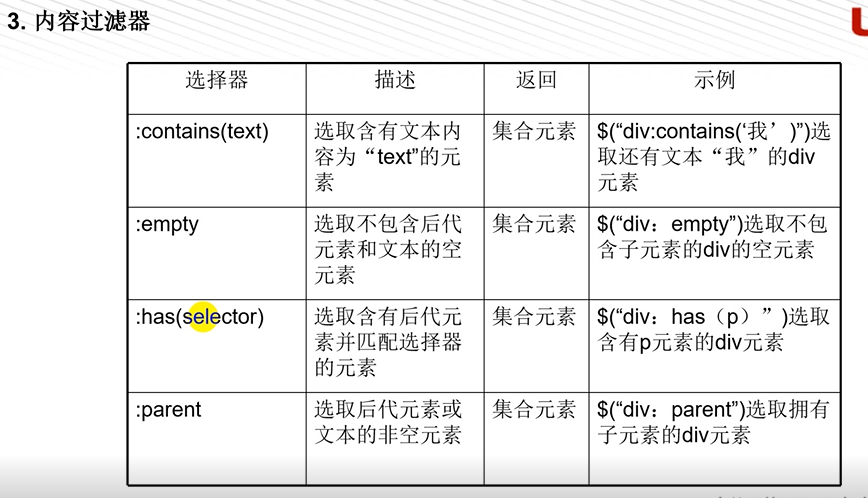 3. 内容过滤器
选择器 描述 返回 示例
:contains(text) 选取含有文本内 集合元素 $(“div:contains(‘我’)”)选
容为“text”的元 取还有文本“我”的div
素 元素
:empty 选取不包含后代 集合元素 $(“div：empty”)选取不包
元素和文本的空 含子元素的div的空元素
元素
:has(selector) 选取含有后代元 集合元素 $(“div：has（p）”)选取
素并匹配选择器 含有p元素的div元素
的元素
:parent 选取后代元素或 集合元素 $(“div：parent”)选取拥有
文本的非空元素 子元素的div元素